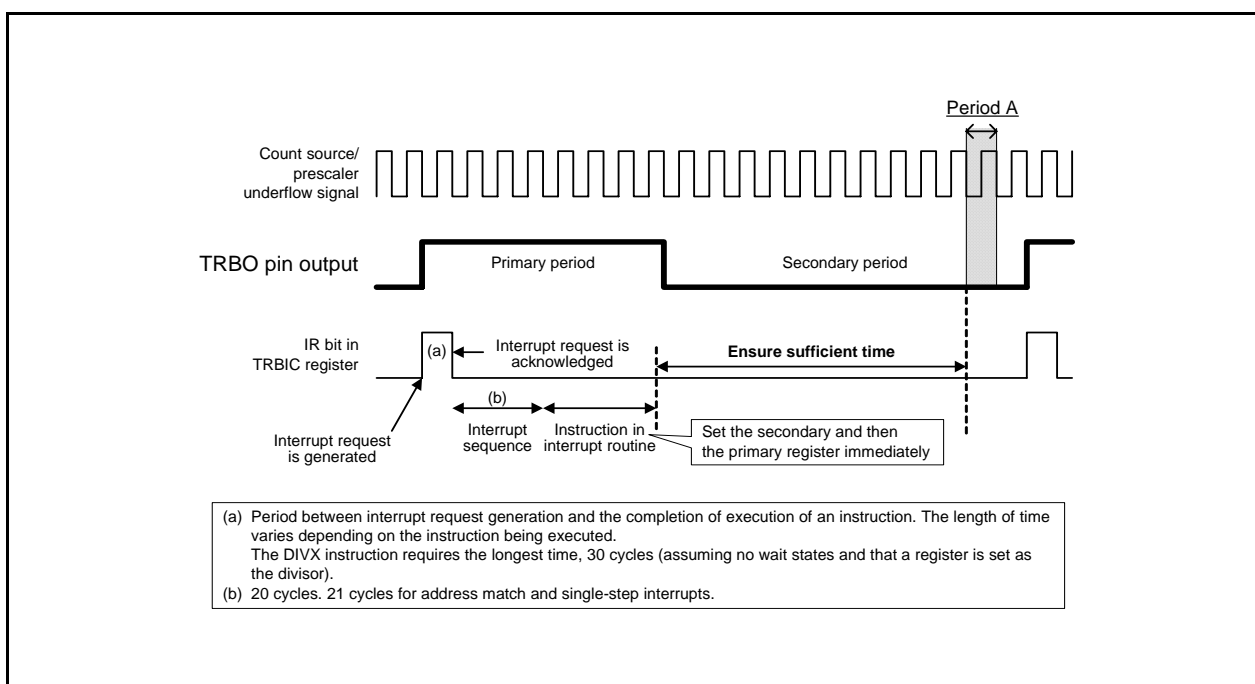 Period A
Count source/
prescaler
underflow signal
TRBO pin output
Primary period
Secondary period
IR bit in
TRBIC register
(a)
Interrupt request is
acknowledged
Ensure sufficient time
(b)
Interrupt request
is generated
Interrupt
sequence
Instruction in
interrupt routine
Set the secondary and then
the primary register immediately
(a) Period between interrupt request generation and the completion of execution of an instruction. The length of time
varies depending on the instruction being executed.
The DIVX instruction requires the longest time, 30 cycles (assuming no wait states and that a register is set as
the divisor).
(b) 20 cycles. 21 cycles for address match and single-step interrupts.